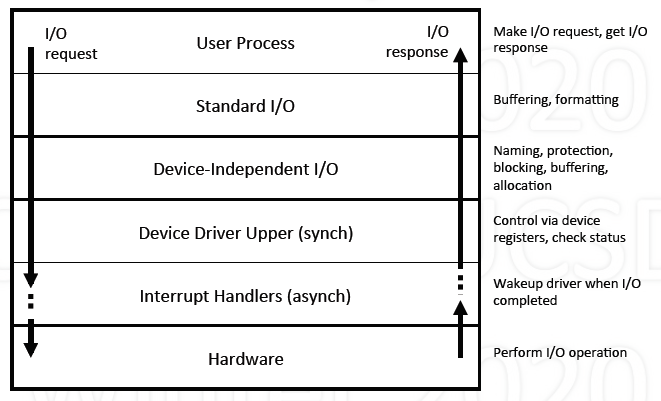 I/O
request
User Process
I/O
response
Make I/O request, get I/O
response
Standard I/O
Buffering, formatting
Device-Independent I/O
Naming, protection,
blocking, buffering,
allocation
Device Driver Upper (synch)
Control via device
registers, check status
Interrupt Handlers (asynch)
Wakeup driver when I/O
completed
Hardware
Perform I/O operation